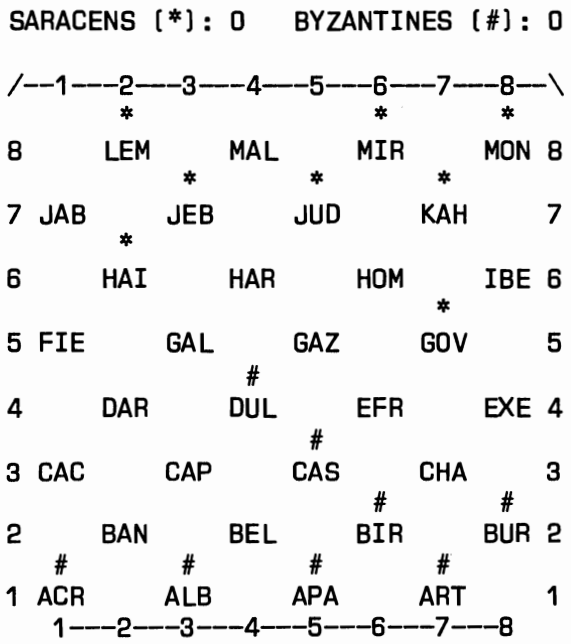 SARACENS (*): 0    BYZANTINES (#): 0
/--1---2---3---4---5---6---7---8--\
       *               *       *
8     LEM     MAL     MIR     MON 8
           *       *       *
7 JAB     JEB     JUD     KAH     7
       *
6     HAI     HAR     HOM     IBE 6
                           *
5 FIE     GAL     GAZ     GOV     5
               #
4     DAR     DUL     EFR     EXE 4
                   #
3 CAC     CAP     CAS     CHA     3
                       #       #
2     BAN     BEL     BIR     BUR 2
   #       #       #       #
1 ACR     ALB     APA     ART     1
   1---2---3---4---5---6---7---8